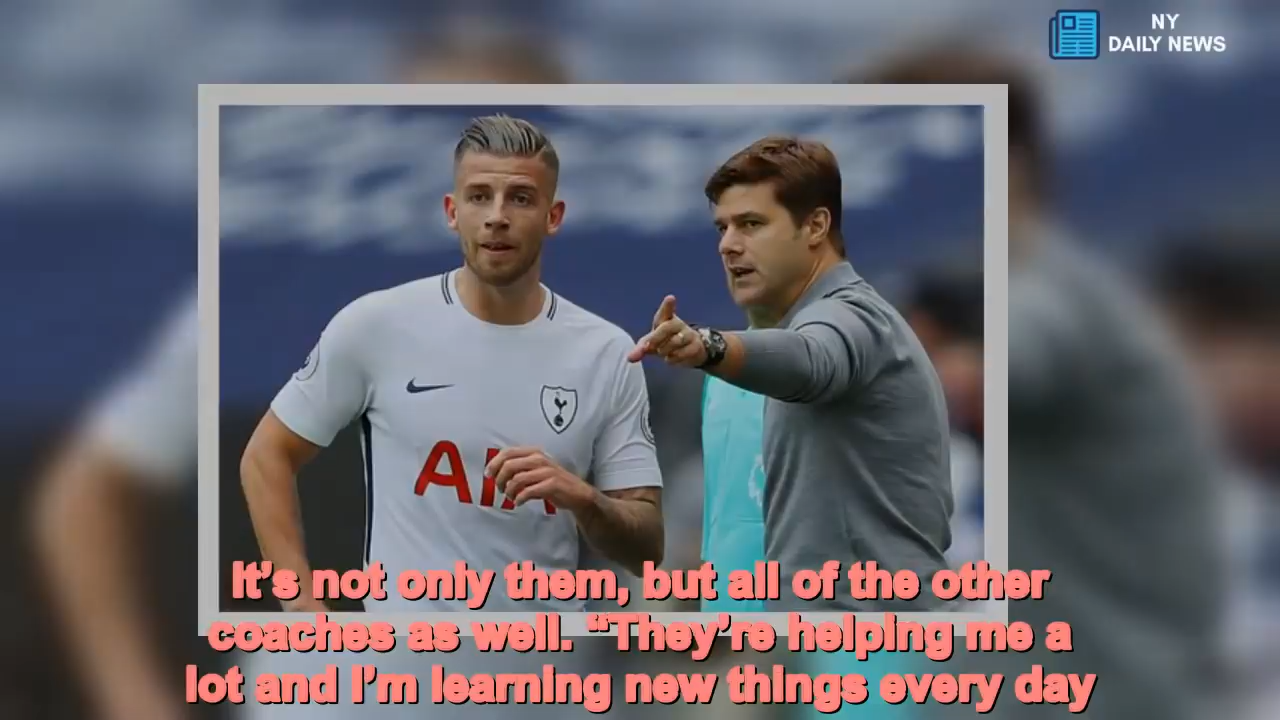 NY
DAILY NEWS
AIA
It's not only them, but all of the other
coaches as well. “They're helping me a
lot and I'm learning new things every day